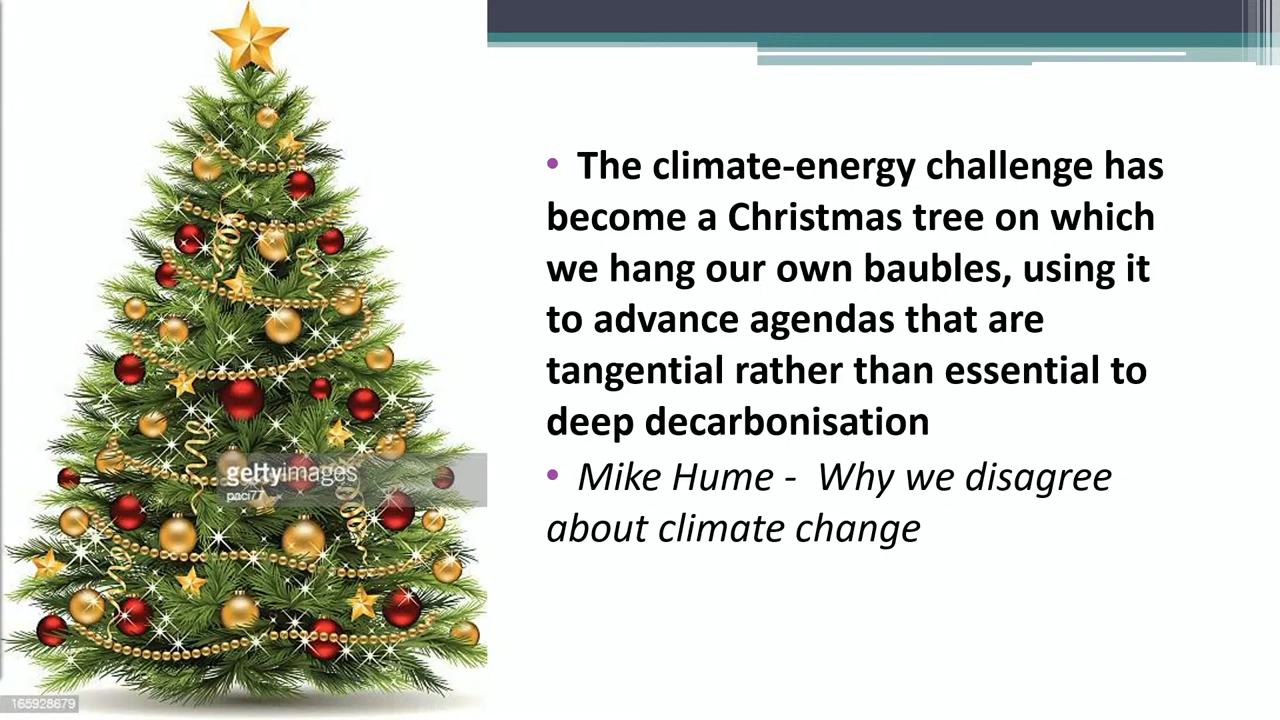 • The climate-energy challenge has
become a Christmas tree on which
we hang our own baubles, using it
to advance agendas that are
tangential rather than essential to
deep decarbonisation
• Mike Hume - Why we disagree
about climate change
gettyimages
paci77
165928679